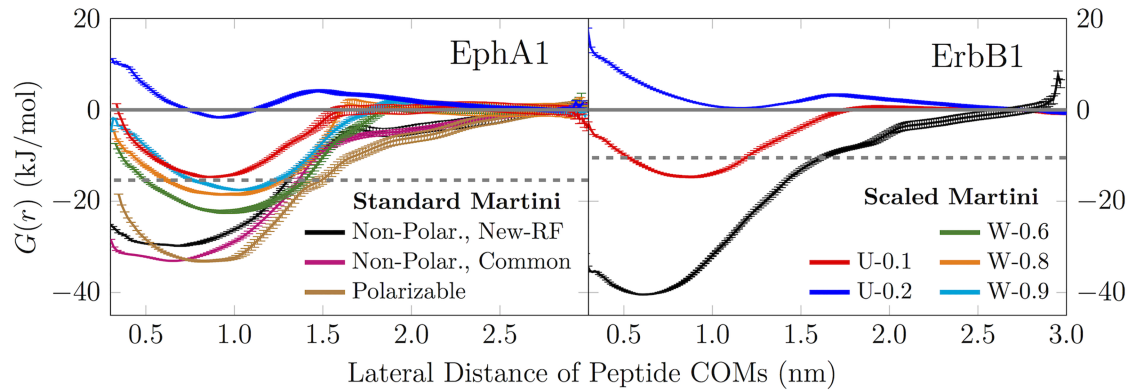 20
0
−20
−40
G(r) (kJ/mol)
EphA1
Standard Martini
Non-Polar., New-RF
Non-Polar., Common
Polarizable
0.5 1.0 1.5 2.0
ErbB1
Scaled Martini
W-0.6
U-0.1 W-0.8
U-0.2 W-0.9
0.5 1.0 1.5 2.0 2.5 3.0
20
0
−20
−40
Lateral Distance of Peptide COMs (nm)